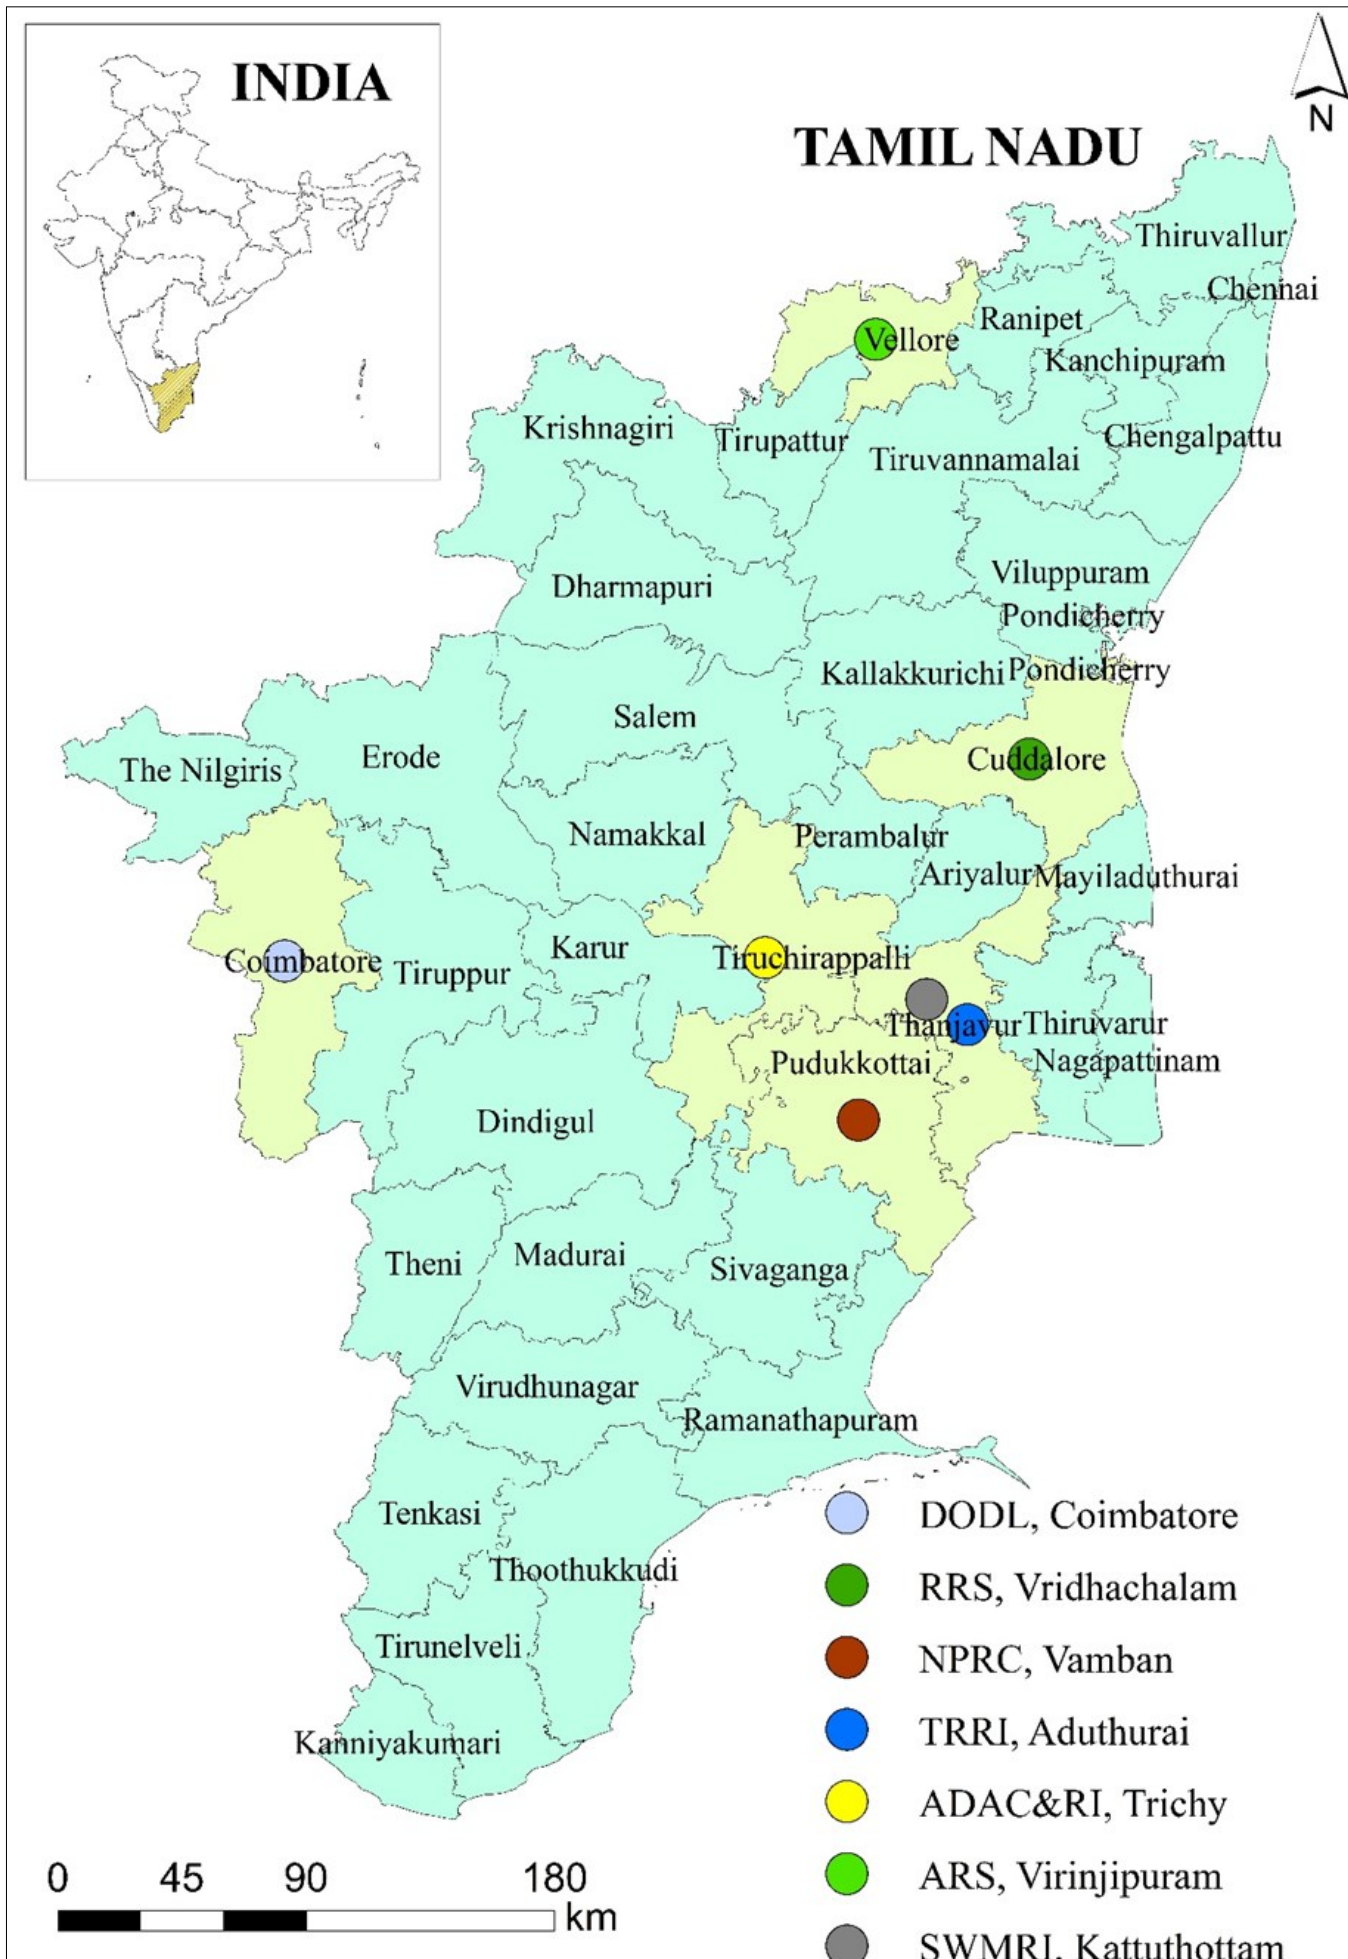 INDIA
N
TAMIL NADU
Thiruvallur
Chennai
Ranipet
Vellore
Kanchipuram
Krishnagiri
Tirupattur
Chengalpattu
Tiruvannamalai
Viluppuram
Dharmapuri
Pondicherry
Kallakkurichi
Pondicherry
Salem
Erode
Cuddalore
The Nilgiris
Namakkal
Perambalur
Ariyalur
Mayiladuthurai
Karur
Tiruchirappalli
Coimbatore
Tiruppur
Thanjavur
Thiruvarur
Pudukkottai
Nagapattinam
Dindigul
Madurai
Theni
Sivaganga
Virudhunagar
Ramanathapuram
Tenkasi
Thoothukkudi
Tirunelveli
Kanniyakumari
DODL, Coimbatore
RRS, Vridhachalam
NPRC, Vamban
TRRI, Aduthurai
ADAC&RI, Trichy
ARS, Virinjipuram
SWMRI, Kattuthottam
0 45 90 180
km